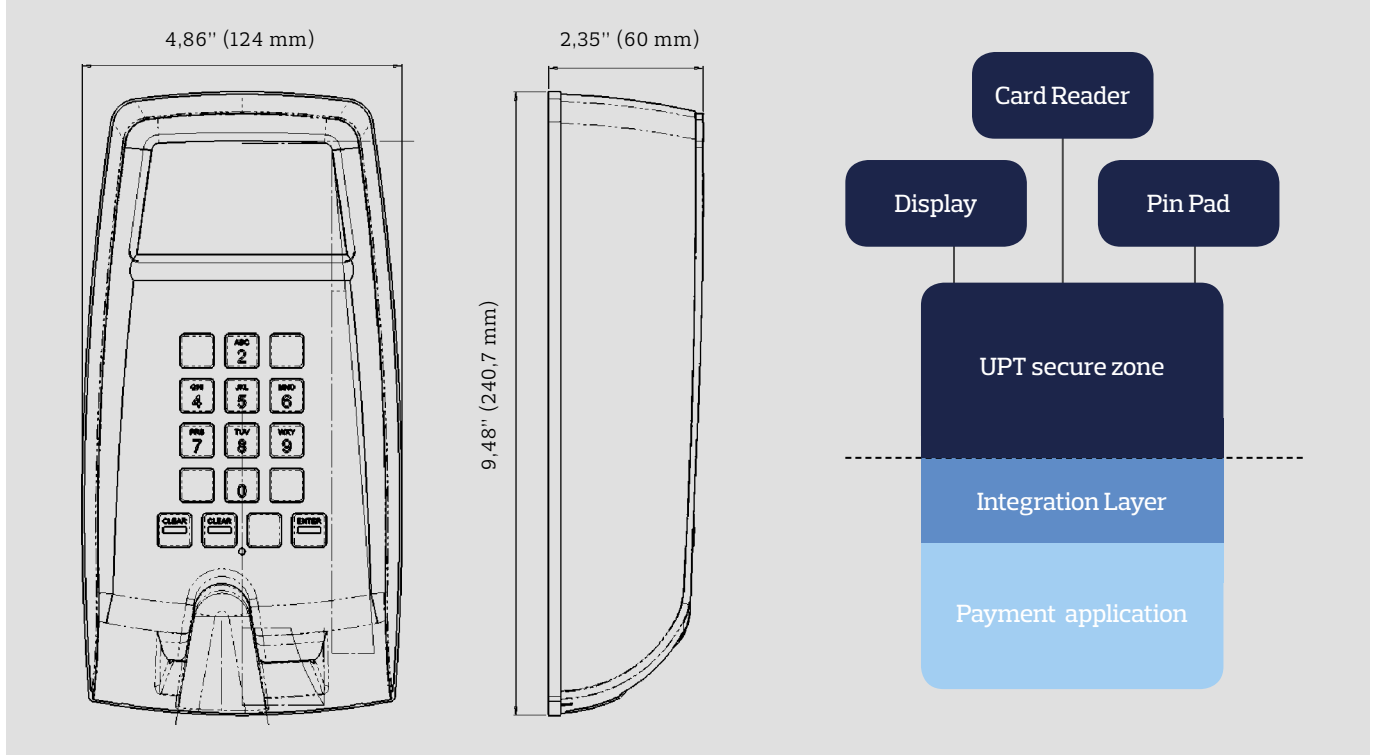 4,86’’ (124 mm)
2,35’’ (60 mm)
9,48’’ (240,7 mm)
ABC
2
GHI JKL MNO
4 5 6
PRS TUV WXY
7 8 9
0
CLEAR CLEAR ENTER
Card Reader
Display
Pin Pad
UPT secure zone
Integration Layer
Payment application